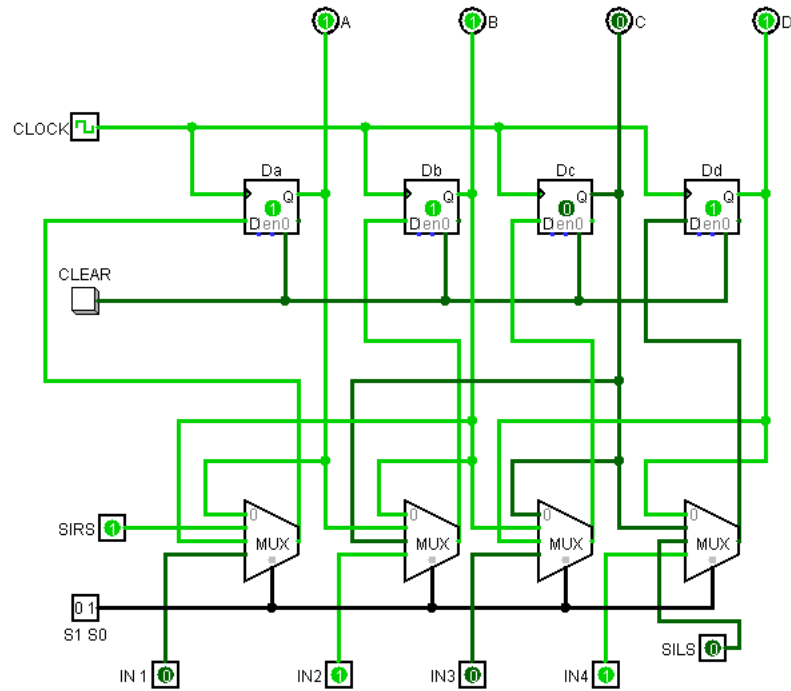 1 A 1 B 0 C 1 D
CLOCK
Da Db Dc Dd
Q Q Q Q
1 1 0 1
D en 0 D en 0 D en 0 D en 0
CLEAR
0 0 0 0
SIRS 1
MUX MUX MUX MUX
0 1
S1 S0
SILS 0
IN 1 0 IN2 1 IN3 0 IN4 1